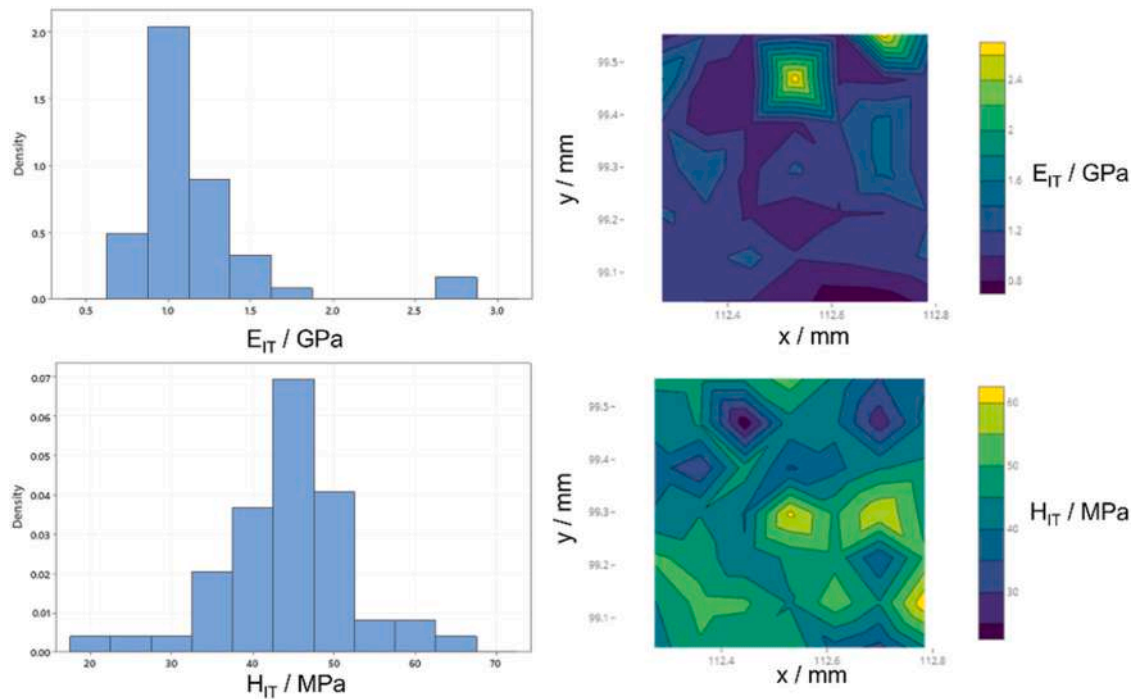 2.0
1.5
1.0
0.5
0.0
Density
0.5 1.0 1.5 2.0 2.5 3.0
E_IT / GPa
99.5
99.4
99.3
99.2
99.1
y / mm
112.4 112.6 112.8
x / mm
2.4
2
1.6
1.2
0.8
E_IT / GPa
0.07
0.06
0.05
0.04
0.03
0.02
0.01
0.00
Density
20 30 40 50 60 70
H_IT / MPa
99.5
99.4
99.3
99.2
99.1
y / mm
112.4 112.6 112.8
x / mm
60
50
40
30
H_IT / MPa